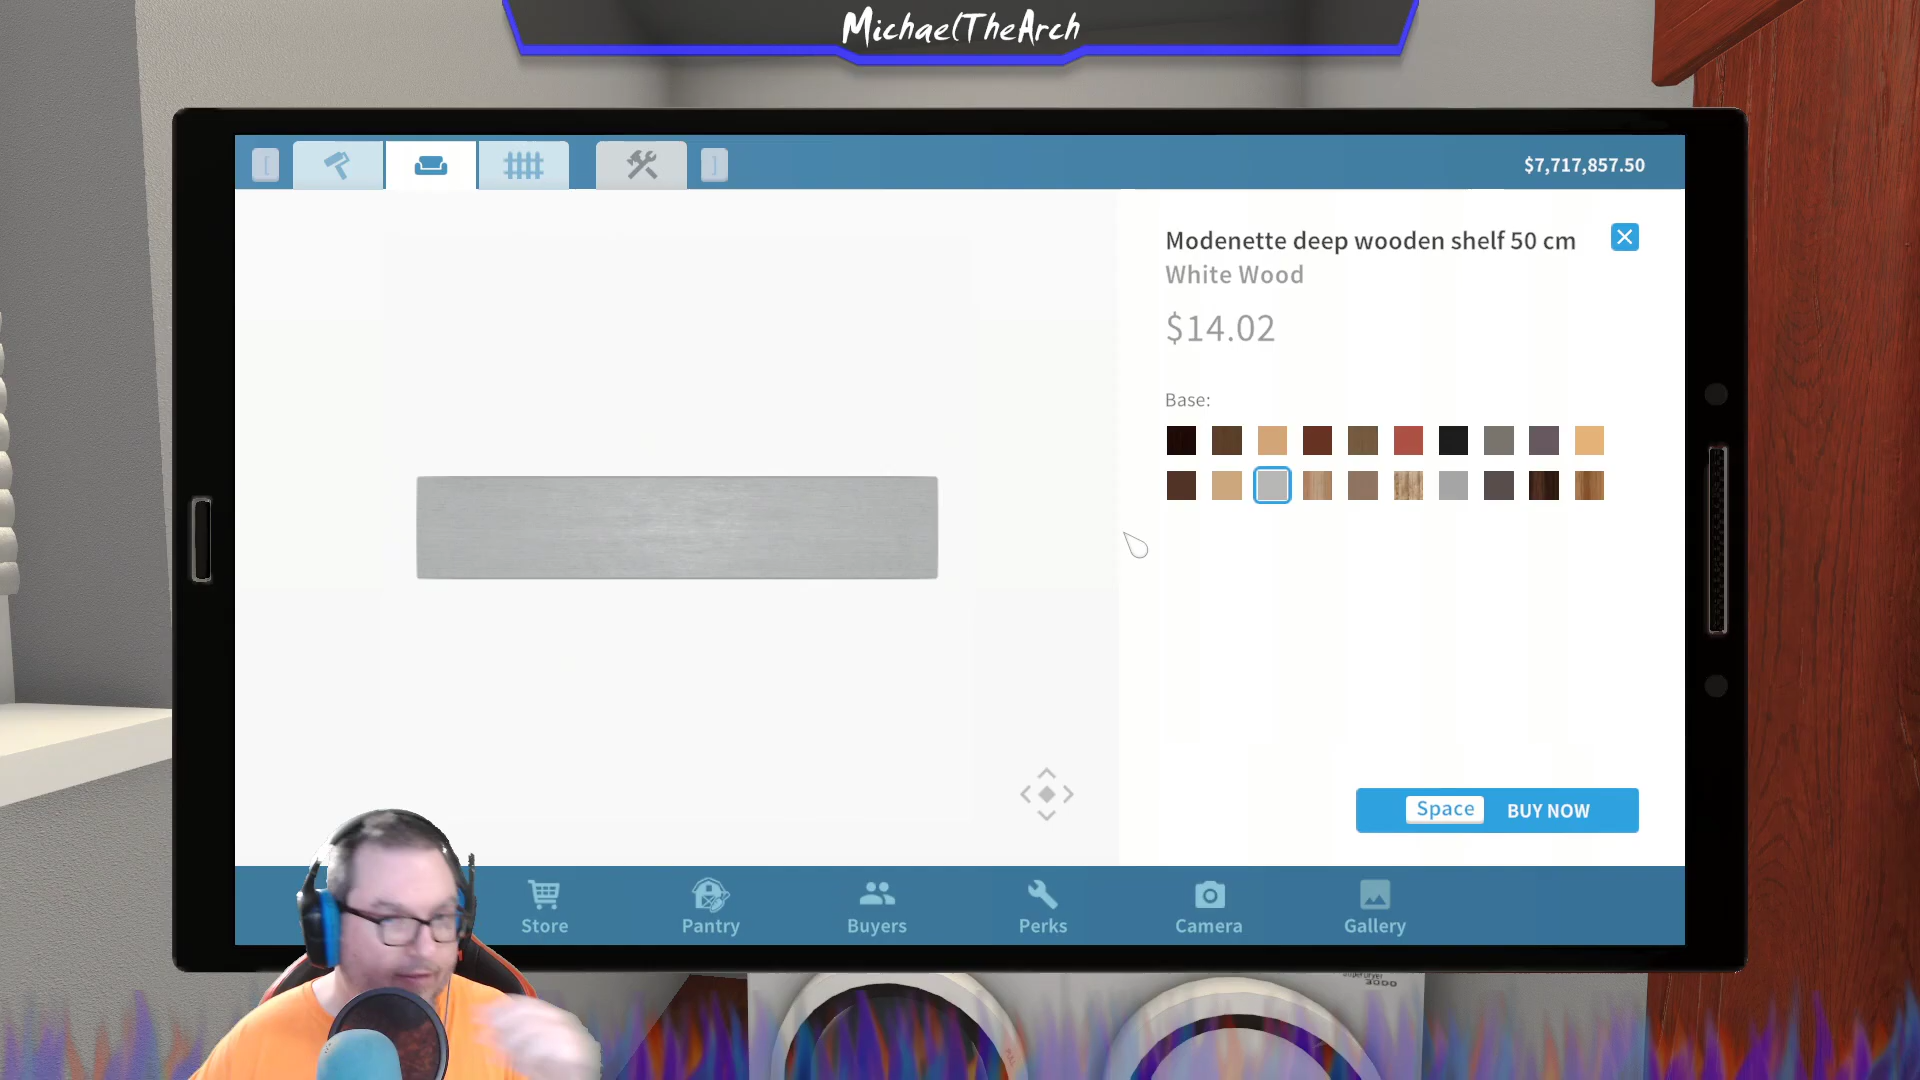 MichaelTheArch
[
]
$7,717,857.50
Modenette deep wooden shelf 50 cm
White Wood
$14.02
Base:
Space BUY NOW
Store
Pantry
Buyers
Perks
Camera
Gallery